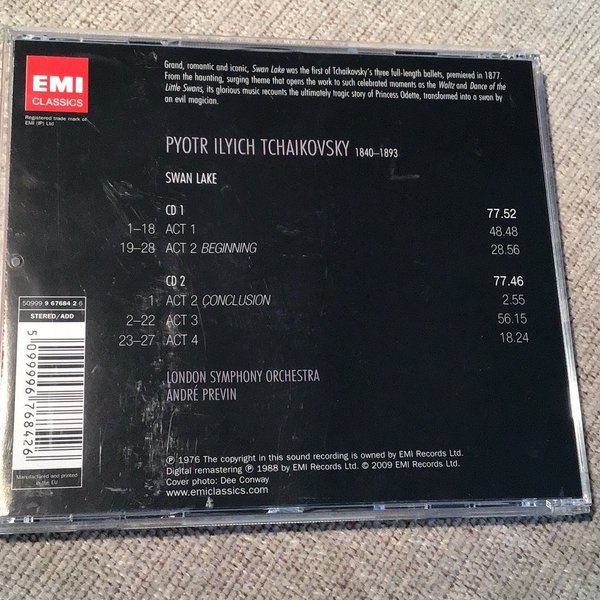 EMI
CLASSICS
Registered trade mark of
EMI (IP) Ltd
Grand, romantic and iconic, Swan Lake was the first of Tchaikovsky's three full-length ballets, premiered in 1877.
From the haunting, surging theme that opens the work to such celebrated moments as the Waltz and Dance of the
Little Swans, its glorious music recounts the ultimately tragic story of Princess Odette, transformed into a swan by
an evil magician.
PYOTR ILYICH TCHAIKOVSKY 1840–1893
SWAN LAKE
CD 1 77.52
1–18 ACT 1 48.48
19–28 ACT 2 BEGINNING 28.56
CD 2 77.46
1 ACT 2 CONCLUSION 2.55
2–22 ACT 3 56.15
23–27 ACT 4 18.24
LONDON SYMPHONY ORCHESTRA
ANDRÉ PREVIN
50999 9 67684 2 6
STEREO/ADD
5 099996 768426
Manufactured and printed
in the EU
℗ 1976 The copyright in this sound recording is owned by EMI Records Ltd.
Digital remastering ℗ 1988 by EMI Records Ltd. © 2009 EMI Records Ltd.
Cover photo: Dee Conway
www.emiclassics.com